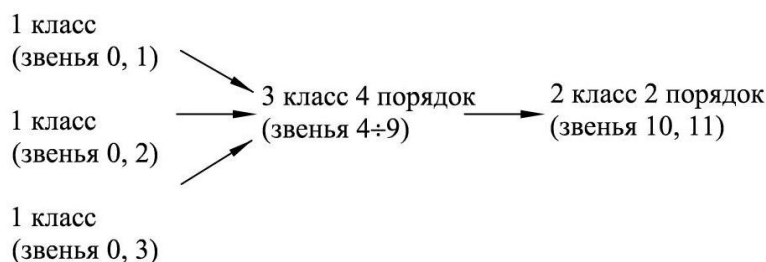 1 класс
(звенья 0, 1)
1 класс
(звенья 0, 2)
1 класс
(звенья 0, 3)
3 класс 4 порядок
(звенья 4÷9)
2 класс 2 порядок
(звенья 10, 11)